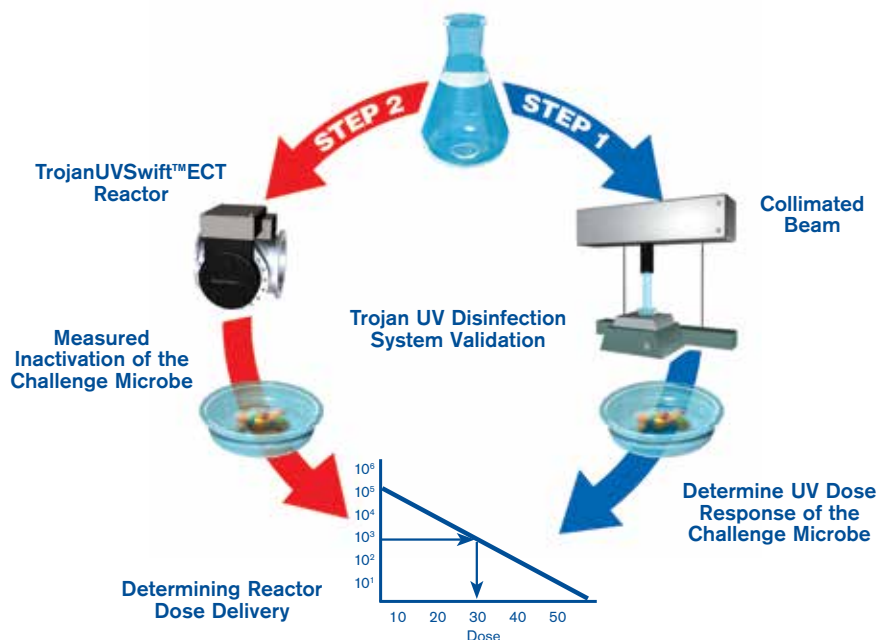 STEP 2
STEP 1
TrojanUVSwift™ECT
Reactor
Collimated
Beam
Trojan UV Disinfection
System Validation
Measured
Inactivation of the
Challenge Microbe
Determine UV Dose
Response of the
Challenge Microbe
Determining Reactor
Dose Delivery
10⁶
10⁵
10⁴
10³
10²
10¹
10 20 30 40 50
Dose